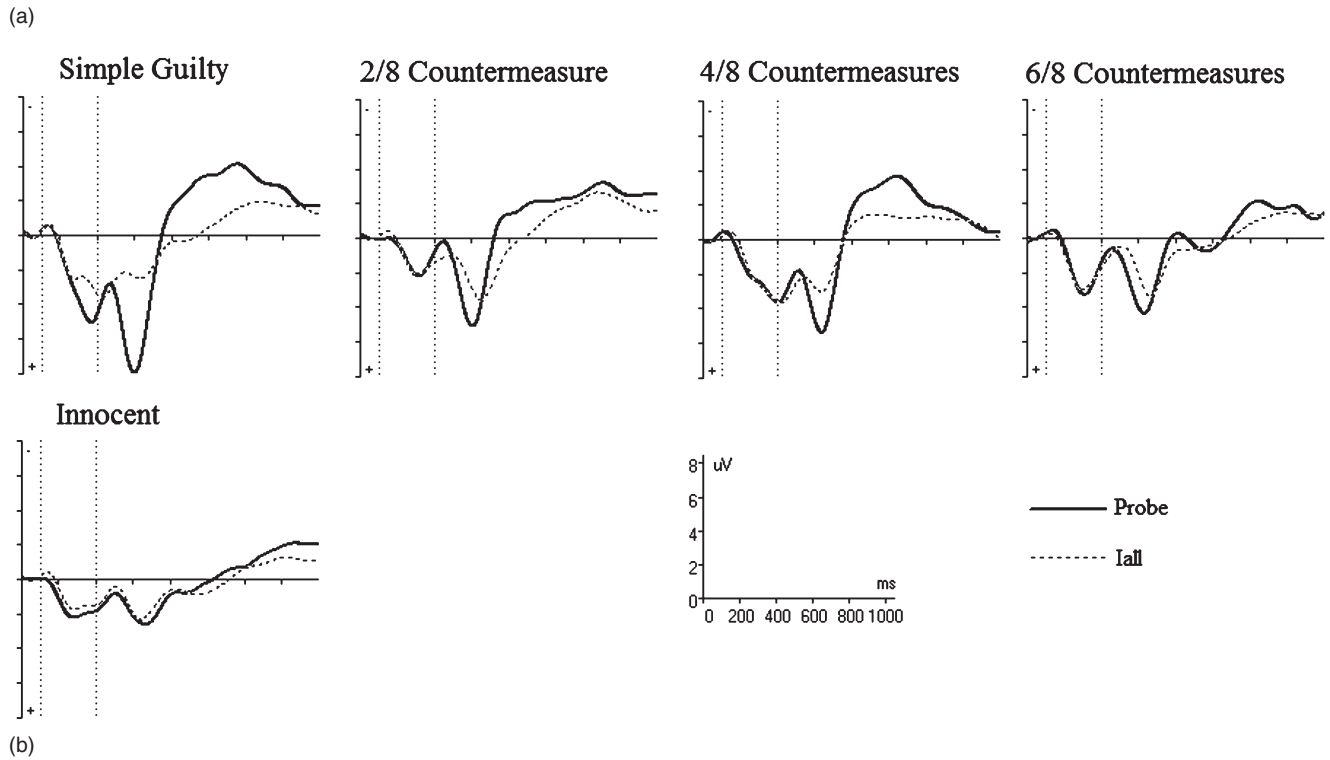 (a)
Simple Guilty
2/8 Countermeasure
4/8 Countermeasures
6/8 Countermeasures
-
-
-
-
+
+
+
+
Innocent
-
+
8 uV
6
4
2
0
ms
0 200 400 600 800 1000
Probe
Iall
(b)